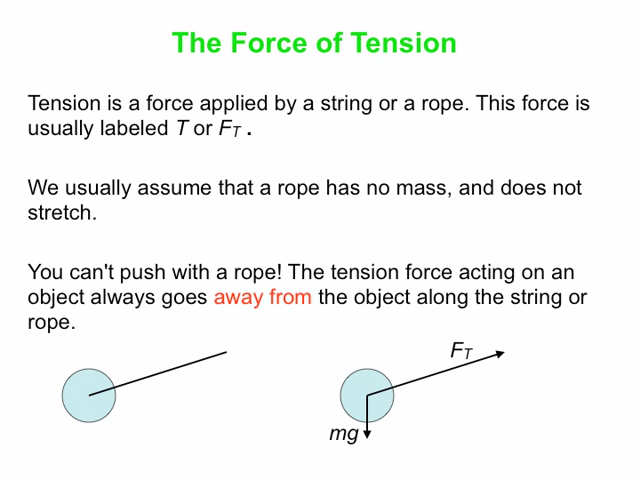 The Force of Tension
Tension is a force applied by a string or a rope. This force is
usually labeled T or FT .
We usually assume that a rope has no mass, and does not
stretch.
You can't push with a rope! The tension force acting on an
object always goes away from the object along the string or
rope.
FT
mg